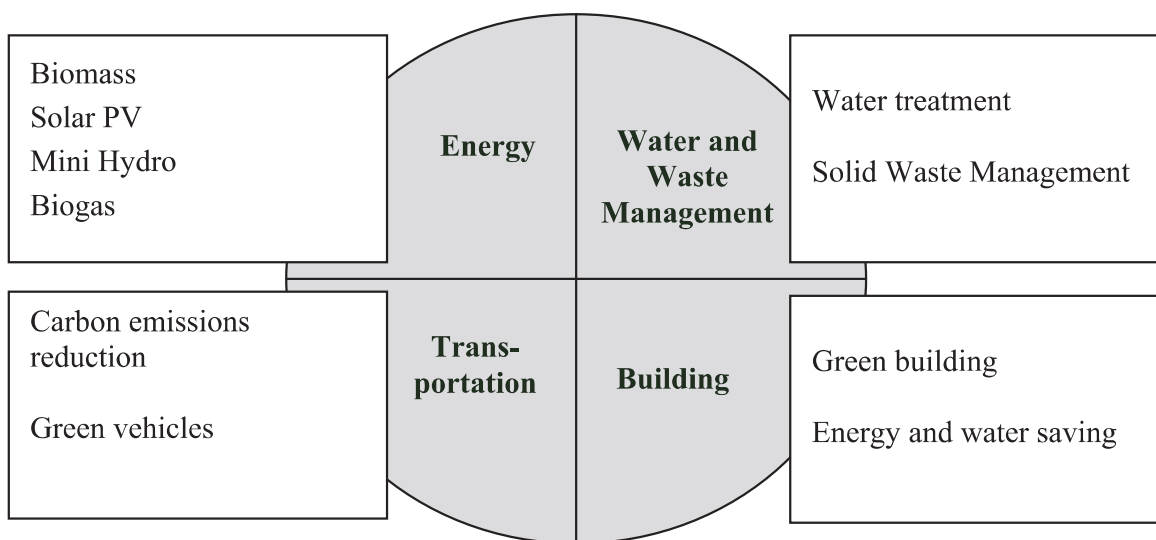 Biomass
Solar PV
Mini Hydro
Biogas
Energy
Water and
Waste
Management
Water treatment
Solid Waste Management
Carbon emissions
reduction
Green vehicles
Trans-
portation
Building
Green building
Energy and water saving